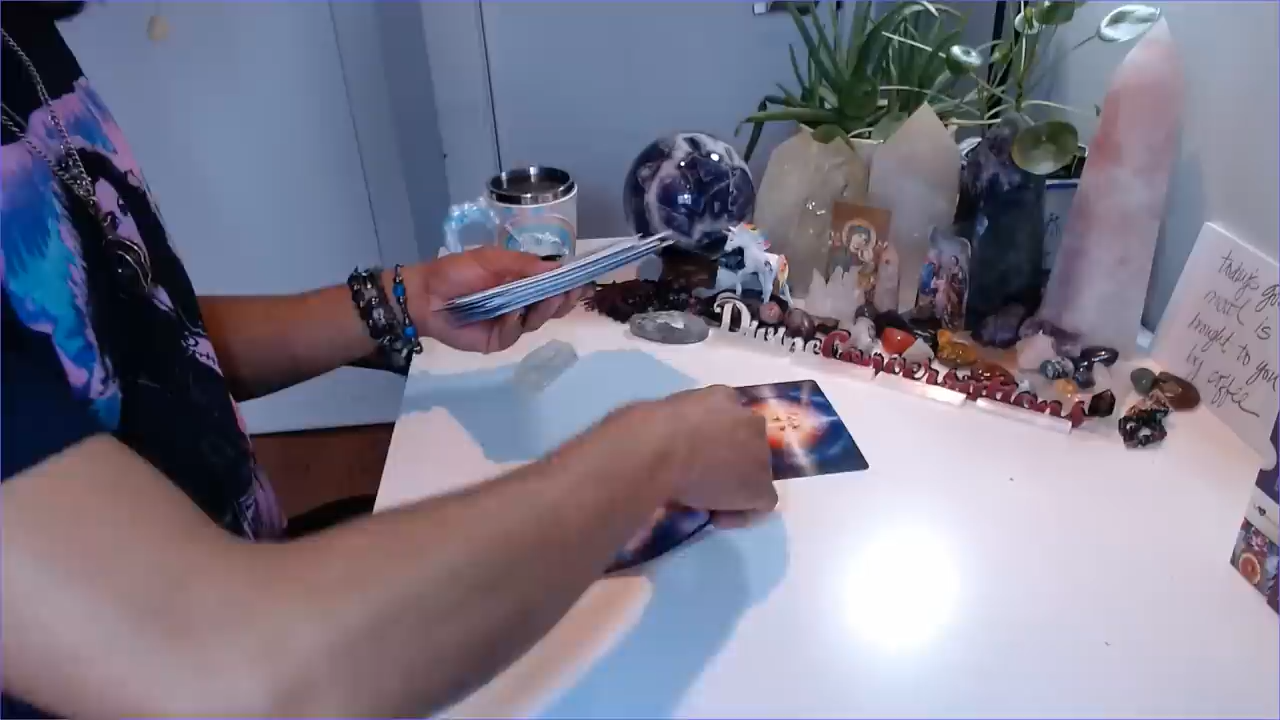 Divine Conversations
today's good
mood is
brought to you
by coffee